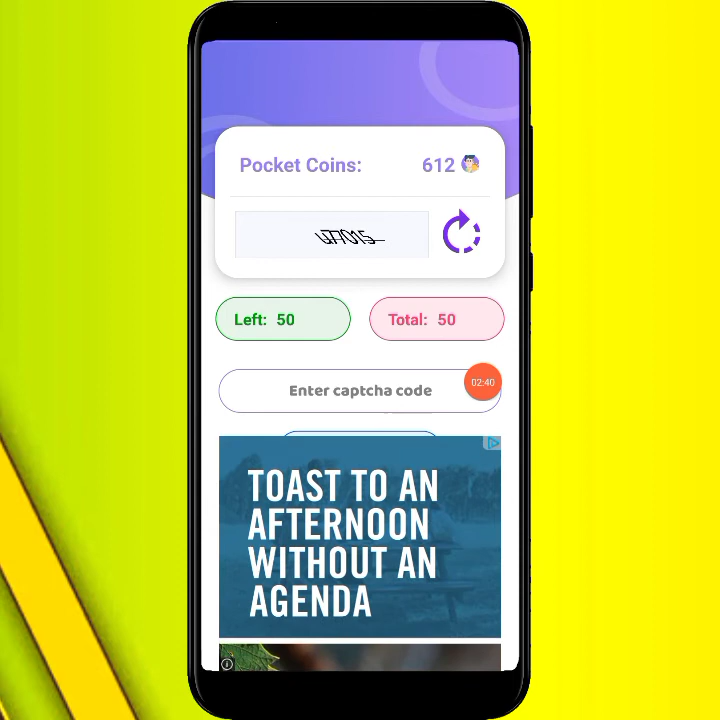 Pocket Coins: 612
Left: 50 Total: 50
Enter captcha code
02:40
TOAST TO AN
AFTERNOON
WITHOUT AN
AGENDA